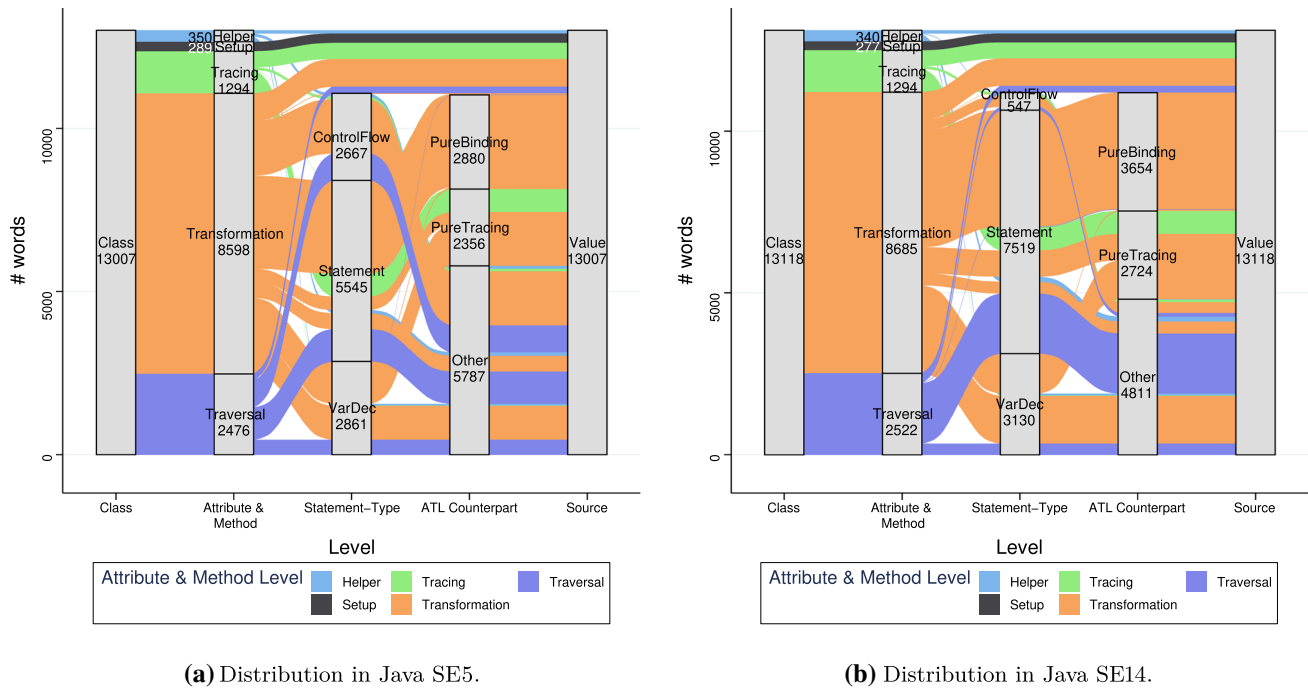 # words
10000
5000
0
Class
13007
350
Helper
289
Setup
Tracing
1294
Transformation
8598
Traversal
2476
ControlFlow
2667
Statement
5545
VarDec
2861
PureBinding
2880
PureTracing
2356
Other
5787
Value
13007
Class
Attribute &
Method
Statement−Type
ATL Counterpart
Source
Level
Attribute & Method Level
Helper
Setup
Tracing
Transformation
Traversal
(a) Distribution in Java SE5.
# words
10000
5000
0
Class
13118
340
Helper
277
Setup
Tracing
1294
Transformation
8685
Traversal
2522
ControlFlow
547
Statement
7519
VarDec
3130
PureBinding
3654
PureTracing
2724
Other
4811
Value
13118
Class
Attribute &
Method
Statement−Type
ATL Counterpart
Source
Level
Attribute & Method Level
Helper
Setup
Tracing
Transformation
Traversal
(b) Distribution in Java SE14.